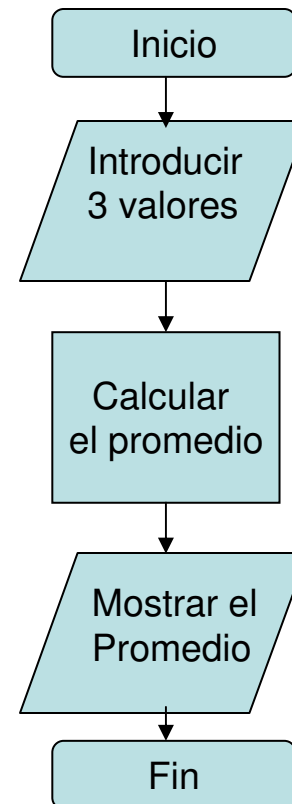 Inicio
Introducir
3 valores
Calcular
el promedio
Mostrar el
Promedio
Fin